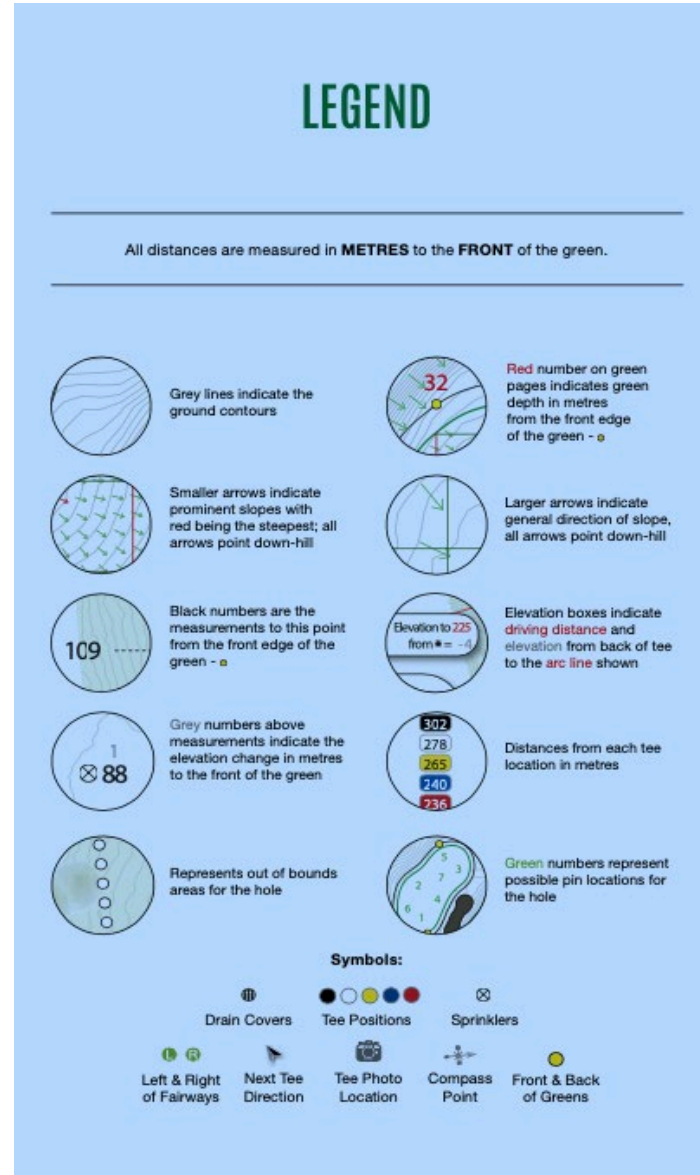 LEGEND
All distances are measured in METRES to the FRONT of the green.
Grey lines indicate the
ground contours
32
Red number on green
pages indicates green
depth in metres
from the front edge
of the green -
Smaller arrows indicate
prominent slopes with
red being the steepest; all
arrows point down-hill
Larger arrows indicate
general direction of slope,
all arrows point down-hill
109
Black numbers are the
measurements to this point
from the front edge of the
green -
Elevation to 225
from = -4
Elevation boxes indicate
driving distance and
elevation from back of tee
to the arc line shown
1
88
Grey numbers above
measurements indicate the
elevation change in metres
to the front of the green
302
278
265
240
236
Distances from each tee
location in metres
Represents out of bounds
areas for the hole
5
3
7
2
4
6
1
Green numbers represent
possible pin locations for
the hole
Symbols:
Drain Covers
Tee Positions
Sprinklers
L R
Left & Right
of Fairways
Next Tee
Direction
Tee Photo
Location
Compass
Point
Front & Back
of Greens